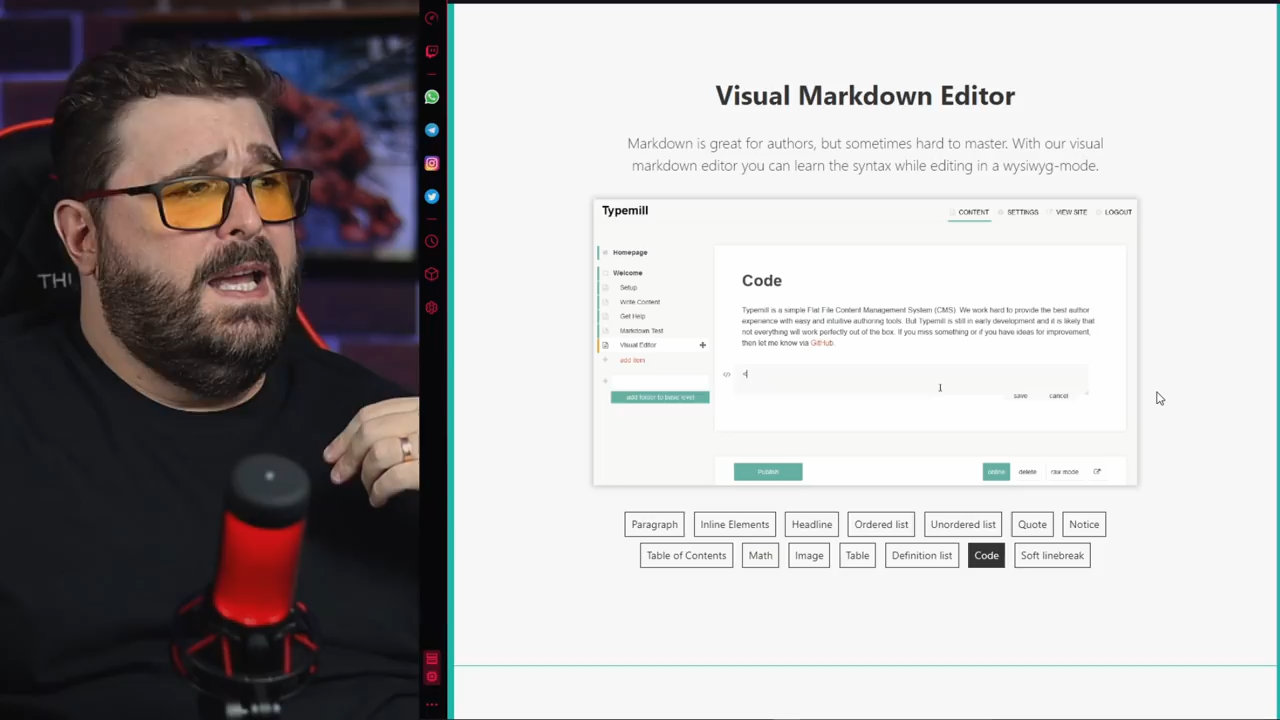 THI
Visual Markdown Editor
Markdown is great for authors, but sometimes hard to master. With our visual
markdown editor you can learn the syntax while editing in a wysiwyg-mode.
Typemill
CONTENT
SETTINGS
VIEW SITE
LOGOUT
Homepage
Welcome
Setup
Write Content
Get Help
Markdown Test
Visual Editor
add item
add folder to basic level
Code
Typemill is a simple Flat File Content Management System (CMS). We work hard to provide the best author
experience with easy and intuitive authoring tools. But Typemill is still in early development and it is likely that
not everything will work perfectly out of the box. If you miss something or if you have ideas for improvement,
then let me know via GitHub.
</>
<
save
cancel
Publish
online
delete
raw mode
Paragraph
Inline Elements
Headline
Ordered list
Unordered list
Quote
Notice
Table of Contents
Math
Image
Table
Definition list
Code
Soft linebreak